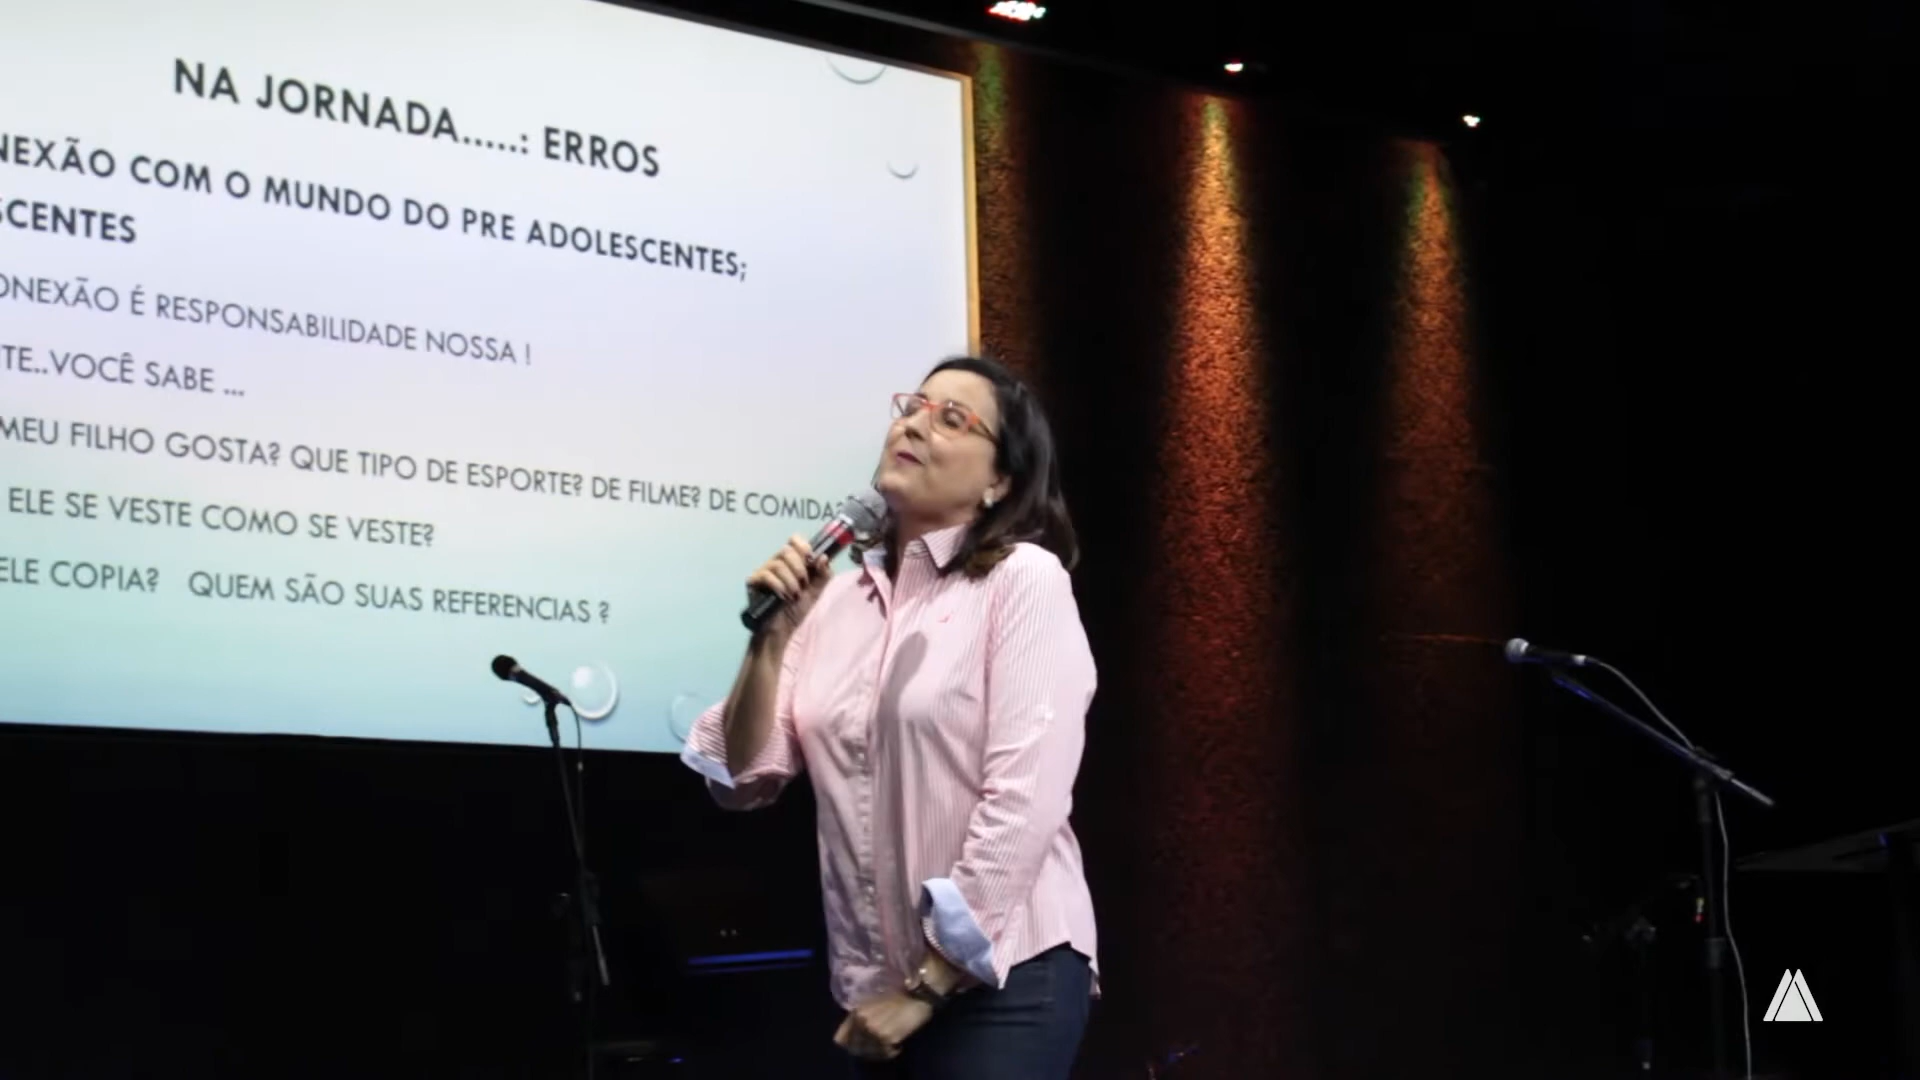 NA JORNADA.....: ERROS
NEXÃO COM O MUNDO DO PRE ADOLESCENTES;
SCENTES
ONEXÃO É RESPONSABILIDADE NOSSA !
TE..VOCÊ SABE ...
MEU FILHO GOSTA? QUE TIPO DE ESPORTE? DE FILME? DE COMIDA?
ELE SE VESTE COMO SE VESTE?
ELE COPIA? QUEM SÃO SUAS REFERENCIAS ?